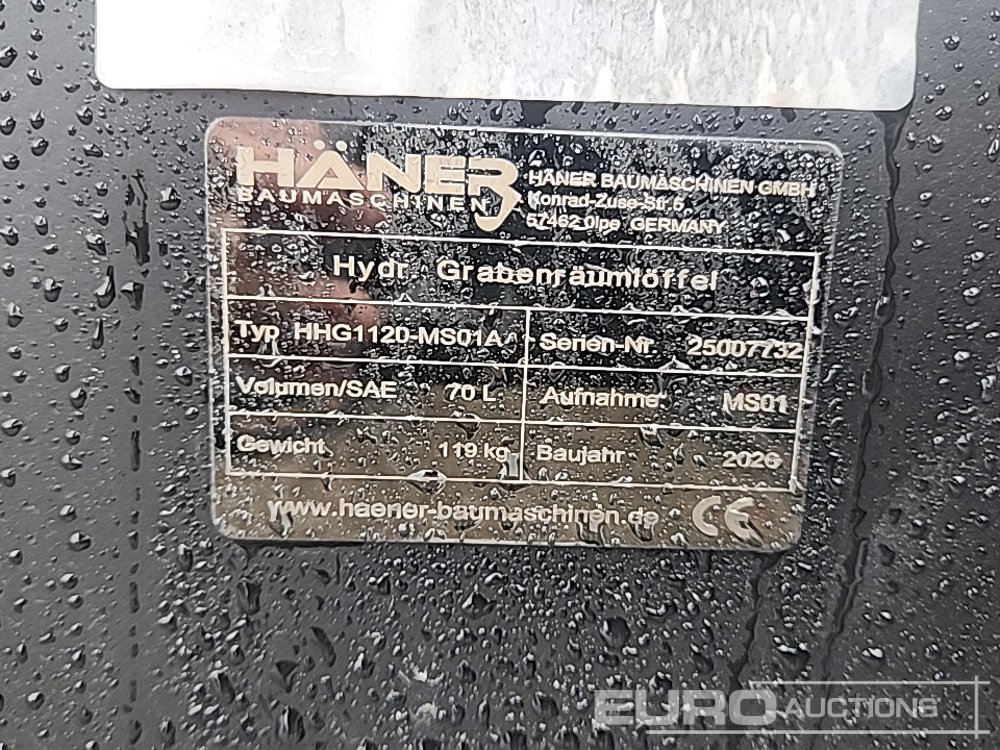 HÄNER
BAUMASCHINEN
HÄNER BAUMASCHINEN GMBH
Konrad-Zuse-Str. 5
57462 Olpe GERMANY
Hydr. Grabenräumlöffel
Typ HHG1120-MS01A
Serien-Nr 25007732
Volumen/SAE 70 L
Aufnahme: MS01
Gewicht 119 kg
Baujahr 2026
www.haener-baumaschinen.de CE
EURO AUCTIONS